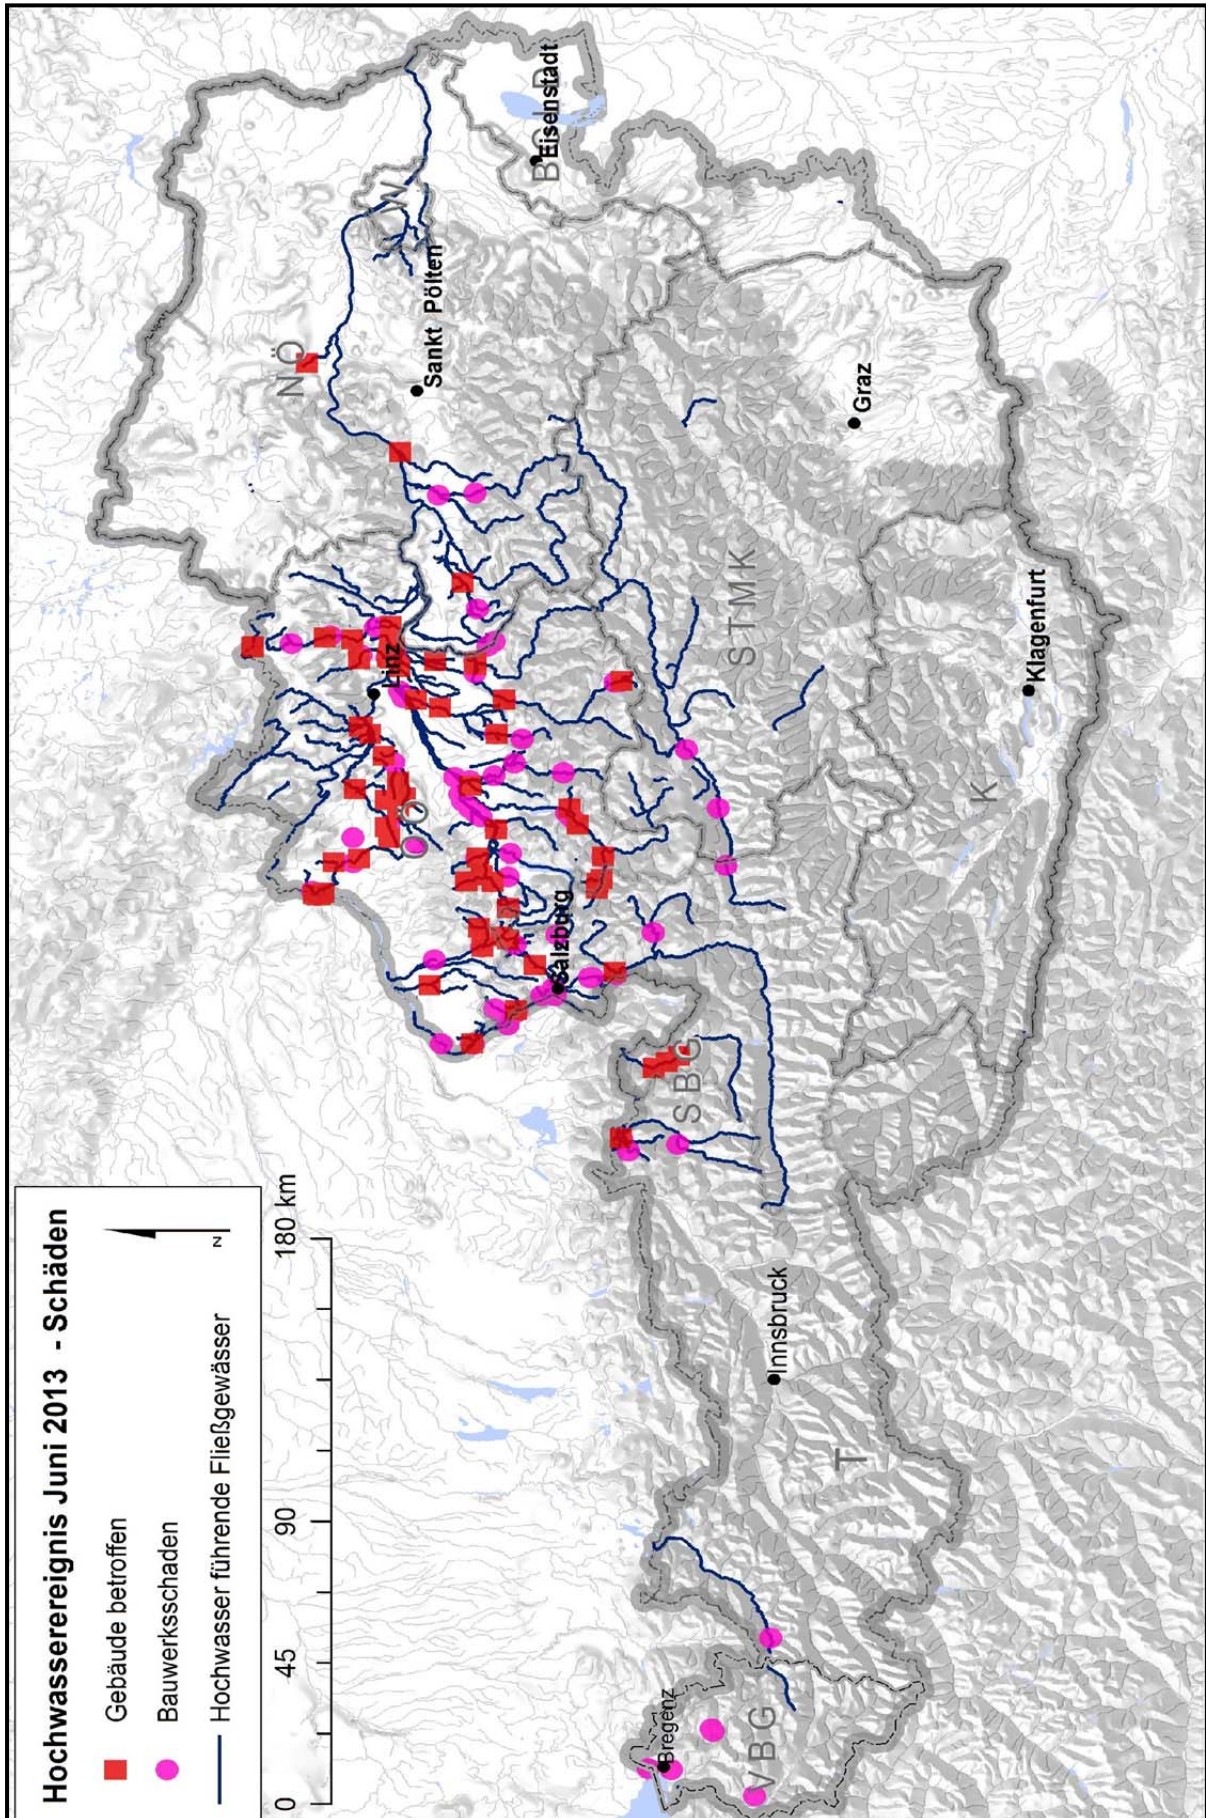 Hochwasserereignis Juni 2013 - Schäden
Gebäude betroffen
Bauwerksschaden
Hochwasser führende Fließgewässer
N
0 45 90 180 km
NÖ
W
BGLD
Eisenstadt
Sankt Pölten
Linz
OÖ
Salzburg
SBG
STMK
Graz
Klagenfurt
K
Innsbruck
T
Bregenz
VBG